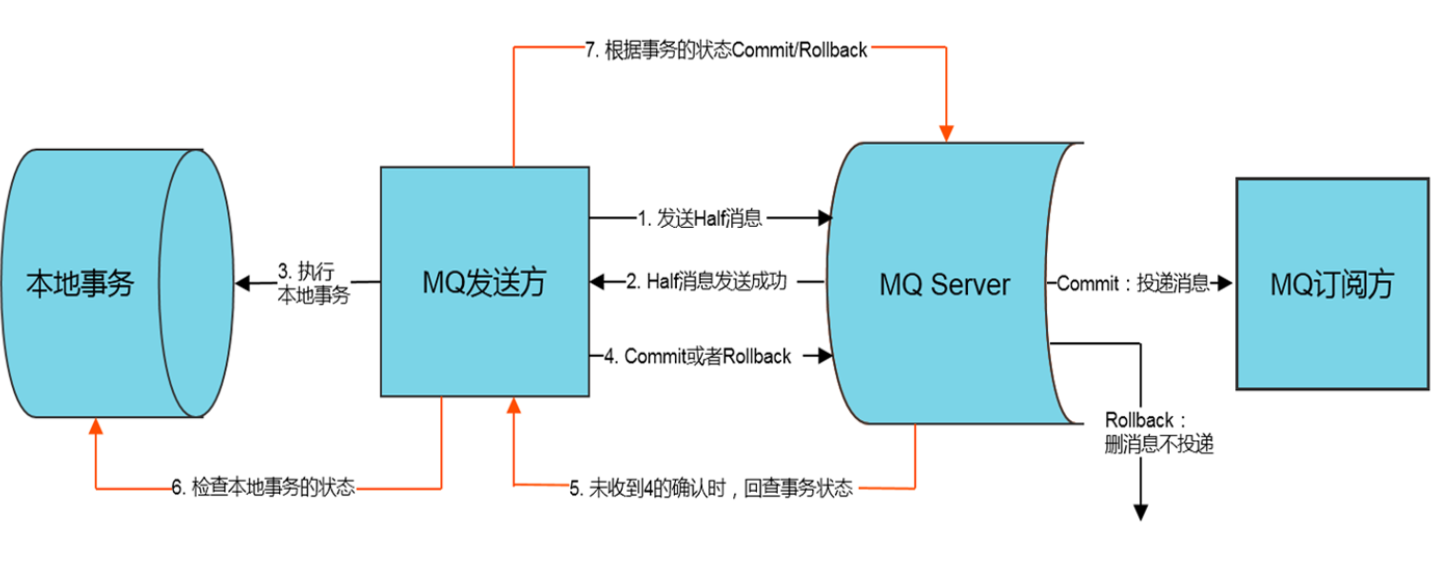 7. 根据事务的状态Commit/Rollback
1. 发送Half消息
本地事务
3. 执行
本地事务
MQ发送方
2. Half消息发送成功
MQ Server
Commit：投递消息
MQ订阅方
4. Commit或者Rollback
Rollback：
删消息不投递
6. 检查本地事务的状态
5. 未收到4的确认时，回查事务状态